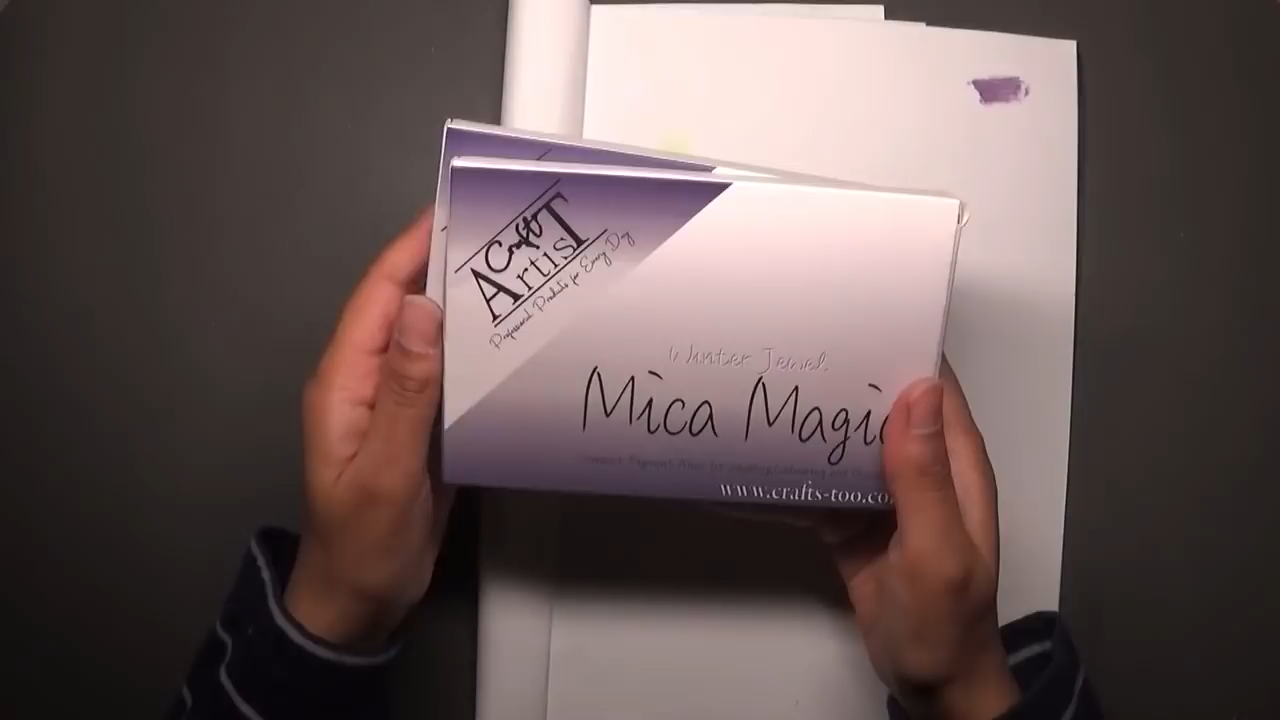 Craft
Artist
Professional Products for Every Day
Winter Jewel
Mica Magic
www.crafts-too.co